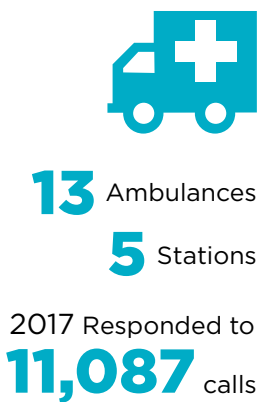 13 Ambulances
5 Stations
2017 Responded to
11,087 calls